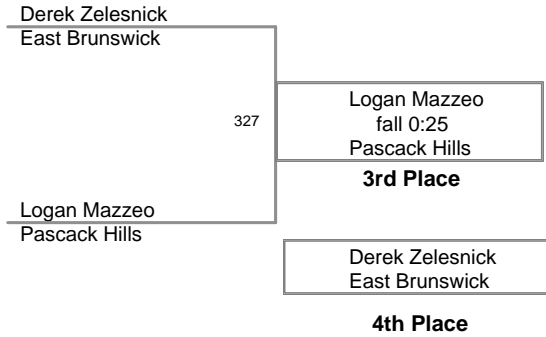 Derek Zelesnick
East Brunswick
327
Logan Mazzeo
fall 0:25
Pascack Hills
3rd Place
Logan Mazzeo
Pascack Hills
Derek Zelesnick
East Brunswick
4th Place